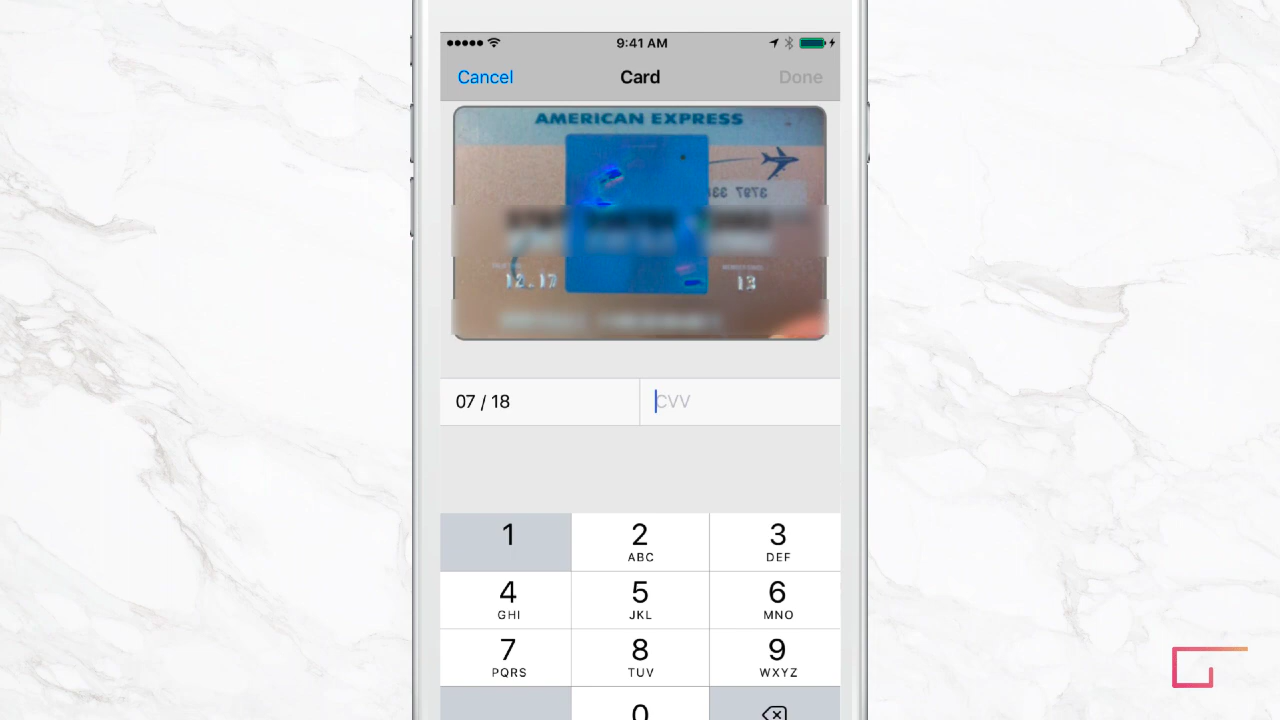 9:41 AM
Cancel Card Done
AMERICAN EXPRESS
12.17 13
07 / 18 CVV
1 2 3
ABC DEF
4 5 6
GHI JKL MNO
7 8 9
PQRS TUV WXYZ
0